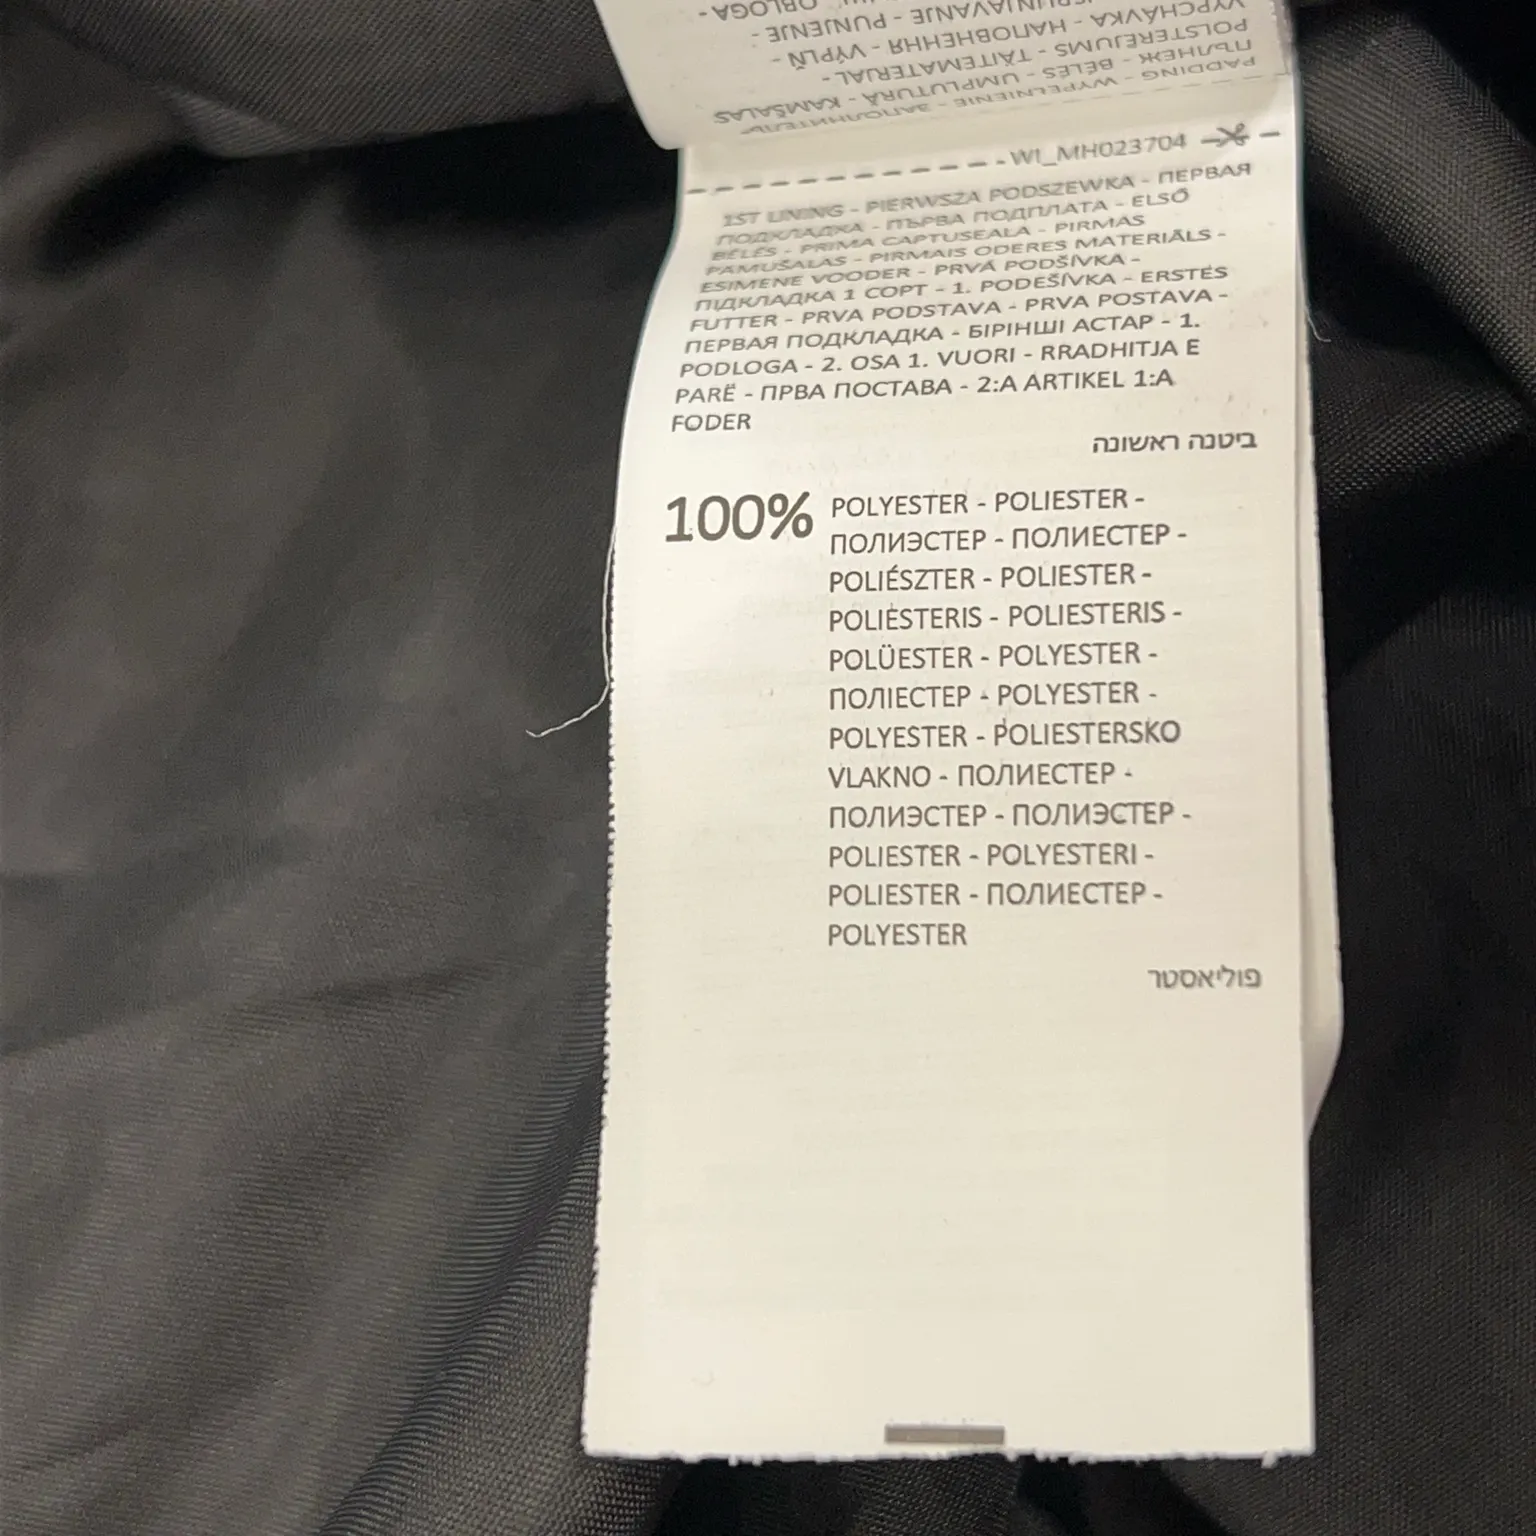 OBLOGA -
- PUNJENJE -
VYPCHÁVKA - НАПОВНЕННЯ - VÝPLŇ -
POLSTERĒJUMS - TÄITEMATERJAL -
ПЪЛНЕЖ - BÉLÉS - UMPLUTURĂ - KAMŠALAS
PADDING - WYPEŁNIENIE - ЗАПОЛНИТЕЛЬ
WI_MH023704
1ST LINING - PIERWSZA PODSZEWKA - ПЕРВАЯ
ПОДКЛАДКА - ПЪРВА ПОДПЛАТА - ELSŐ
BÉLÉS - PRIMA CAPTUSEALA - PIRMAS
PAMUŠALAS - PIRMAIS ODERES MATERIĀLS -
ESIMENE VOODER - PRVÁ PODŠÍVKA -
ПІДКЛАДКА 1 СОРТ - 1. PODEŠÍVKA - ERSTES
FUTTER - PRVA PODSTAVA - PRVA POSTAVA -
ПЕРВАЯ ПОДКЛАДКА - БІРІНШІ АСТАР - 1.
PODLOGA - 2. OSA 1. VUORI - RRADHITJA E
PARË - ПРВА ПОСТАВА - 2:A ARTIKEL 1:A
FODER
ביטנה ראשונה
100% POLYESTER - POLIESTER -
ПОЛИЭСТЕР - ПОЛИЕСТЕР -
POLIÉSZTER - POLIESTER -
POLIĖSTERIS - POLIESTERIS -
POLÜESTER - POLYESTER -
ПОЛІЕСТЕР - POLYESTER -
POLYESTER - POLIESTERSKO
VLAKNO - ПОЛИЕСТЕР -
ПОЛИЭСТЕР - ПОЛИЭСТЕР -
POLIESTER - POLYESTERI -
POLIESTER - ПОЛИЕСТЕР -
POLYESTER
פוליאסטר